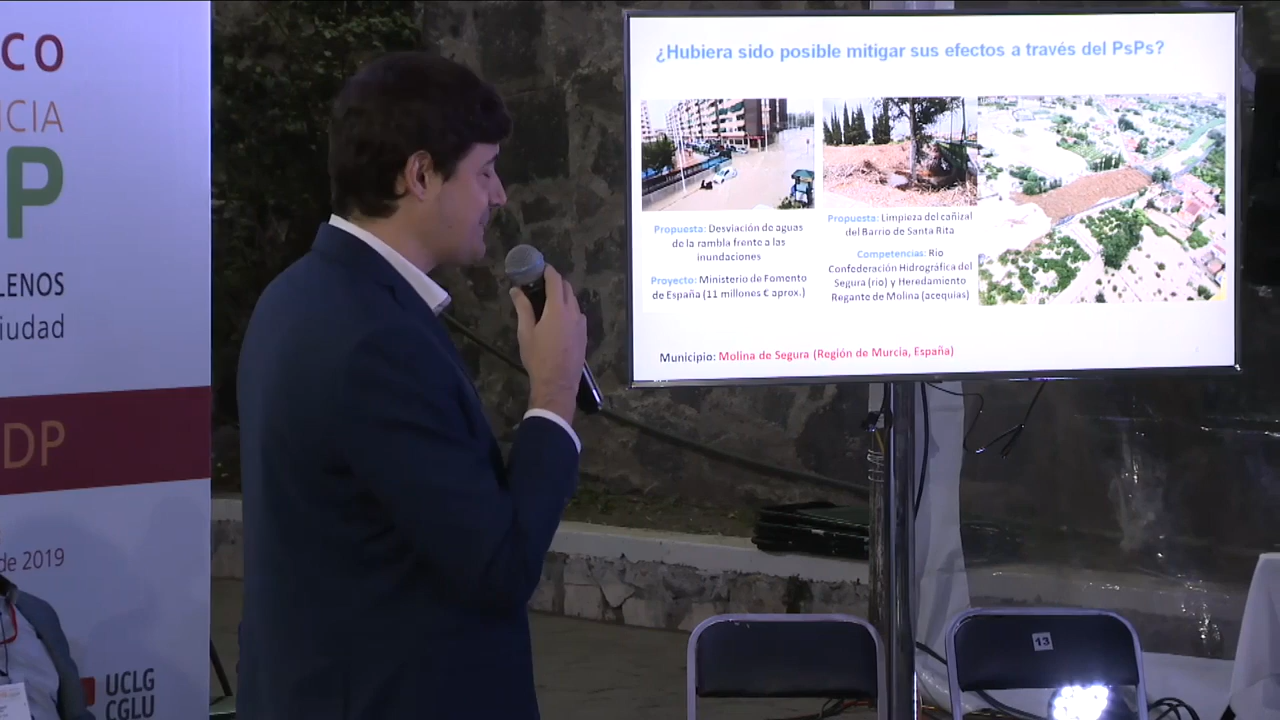 CO
NCIA
P
LENOS
iudad
DP
de 2019
UCLG
CGLU
¿Hubiera sido posible mitigar sus efectos a través del PsPs?
Propuesta: Desviación de aguas
de la rambla frente a las
inundaciones
Proyecto: Ministerio de Fomento
de España (11 millones € aprox.)
Propuesta: Limpieza del cañizal
del Barrio de Santa Rita
Competencias: Rio
Confederación Hidrográfica del
Segura (rio) y Heredamiento
Regante de Molina (acequias)
Municipio: Molina de Segura (Región de Murcia, España)
13